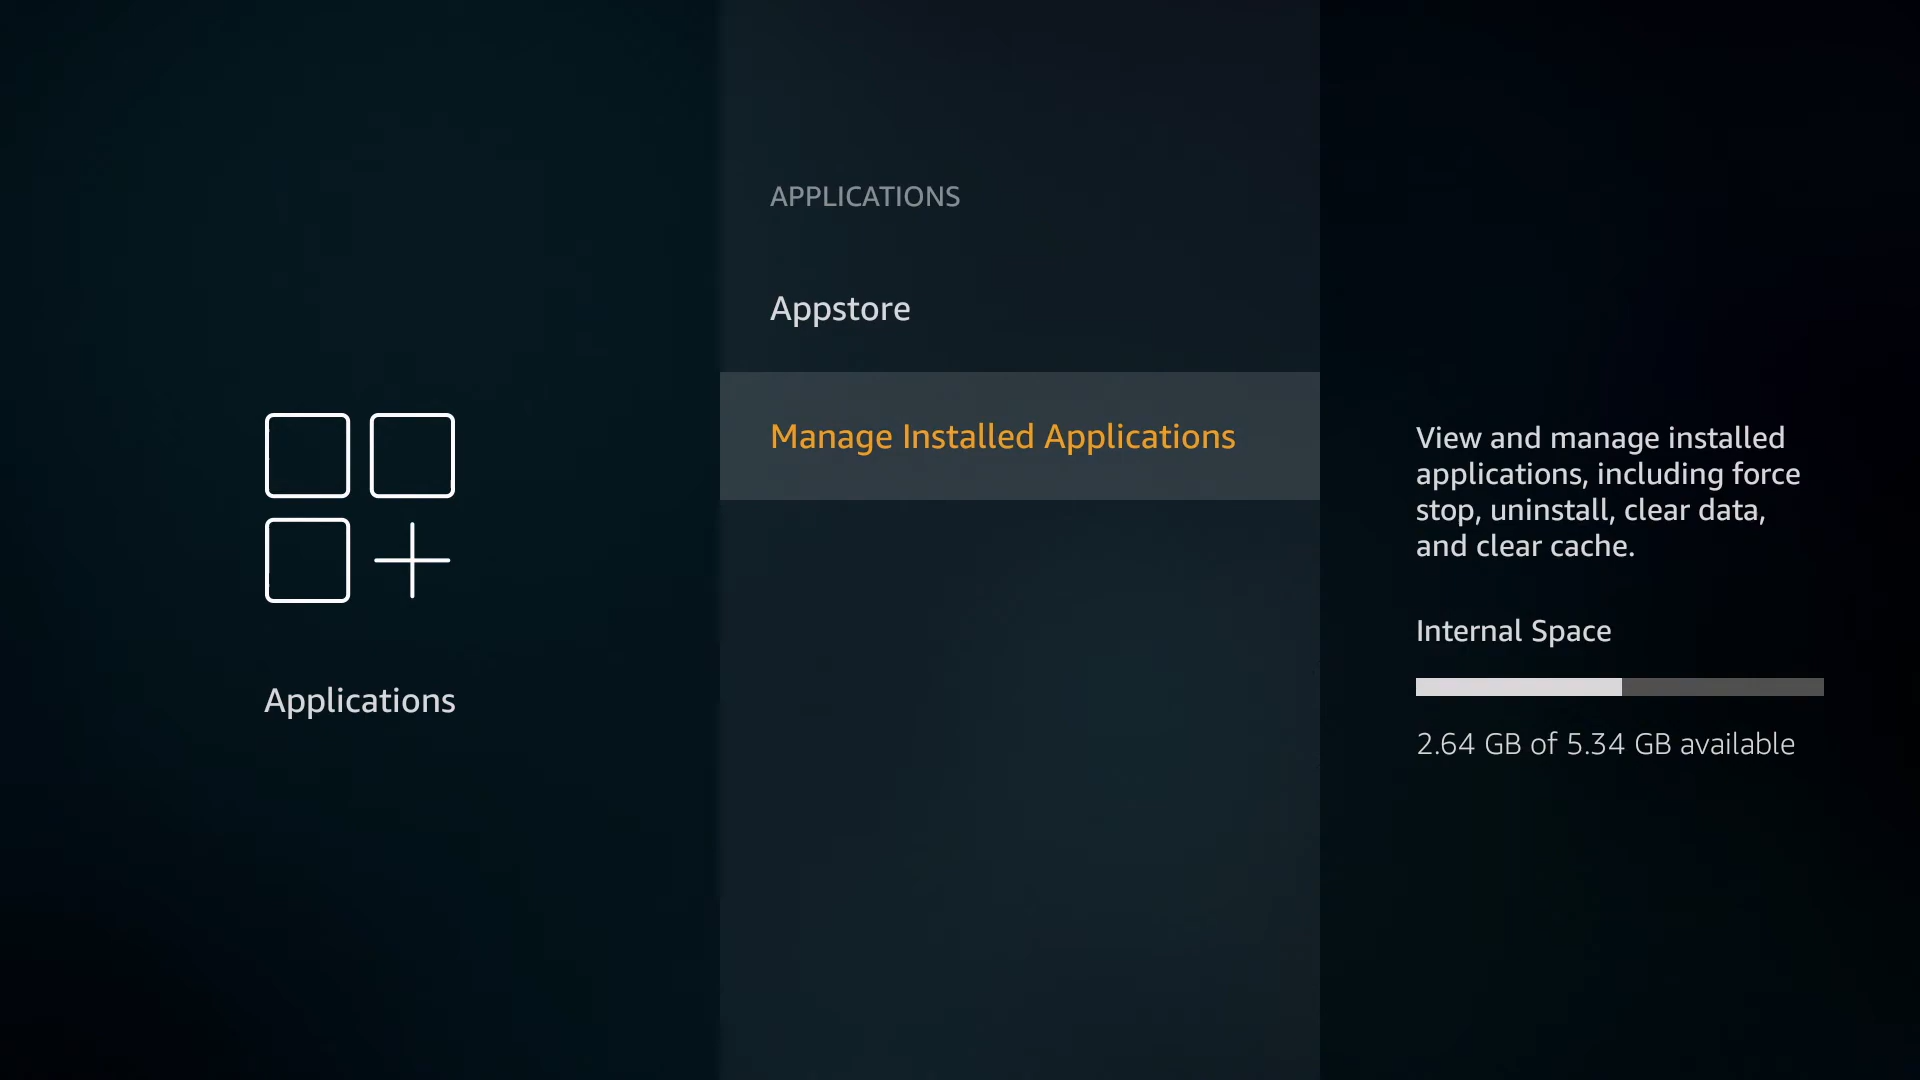 APPLICATIONS
Appstore
Manage Installed Applications
Applications
View and manage installed
applications, including force
stop, uninstall, clear data,
and clear cache.
Internal Space
2.64 GB of 5.34 GB available